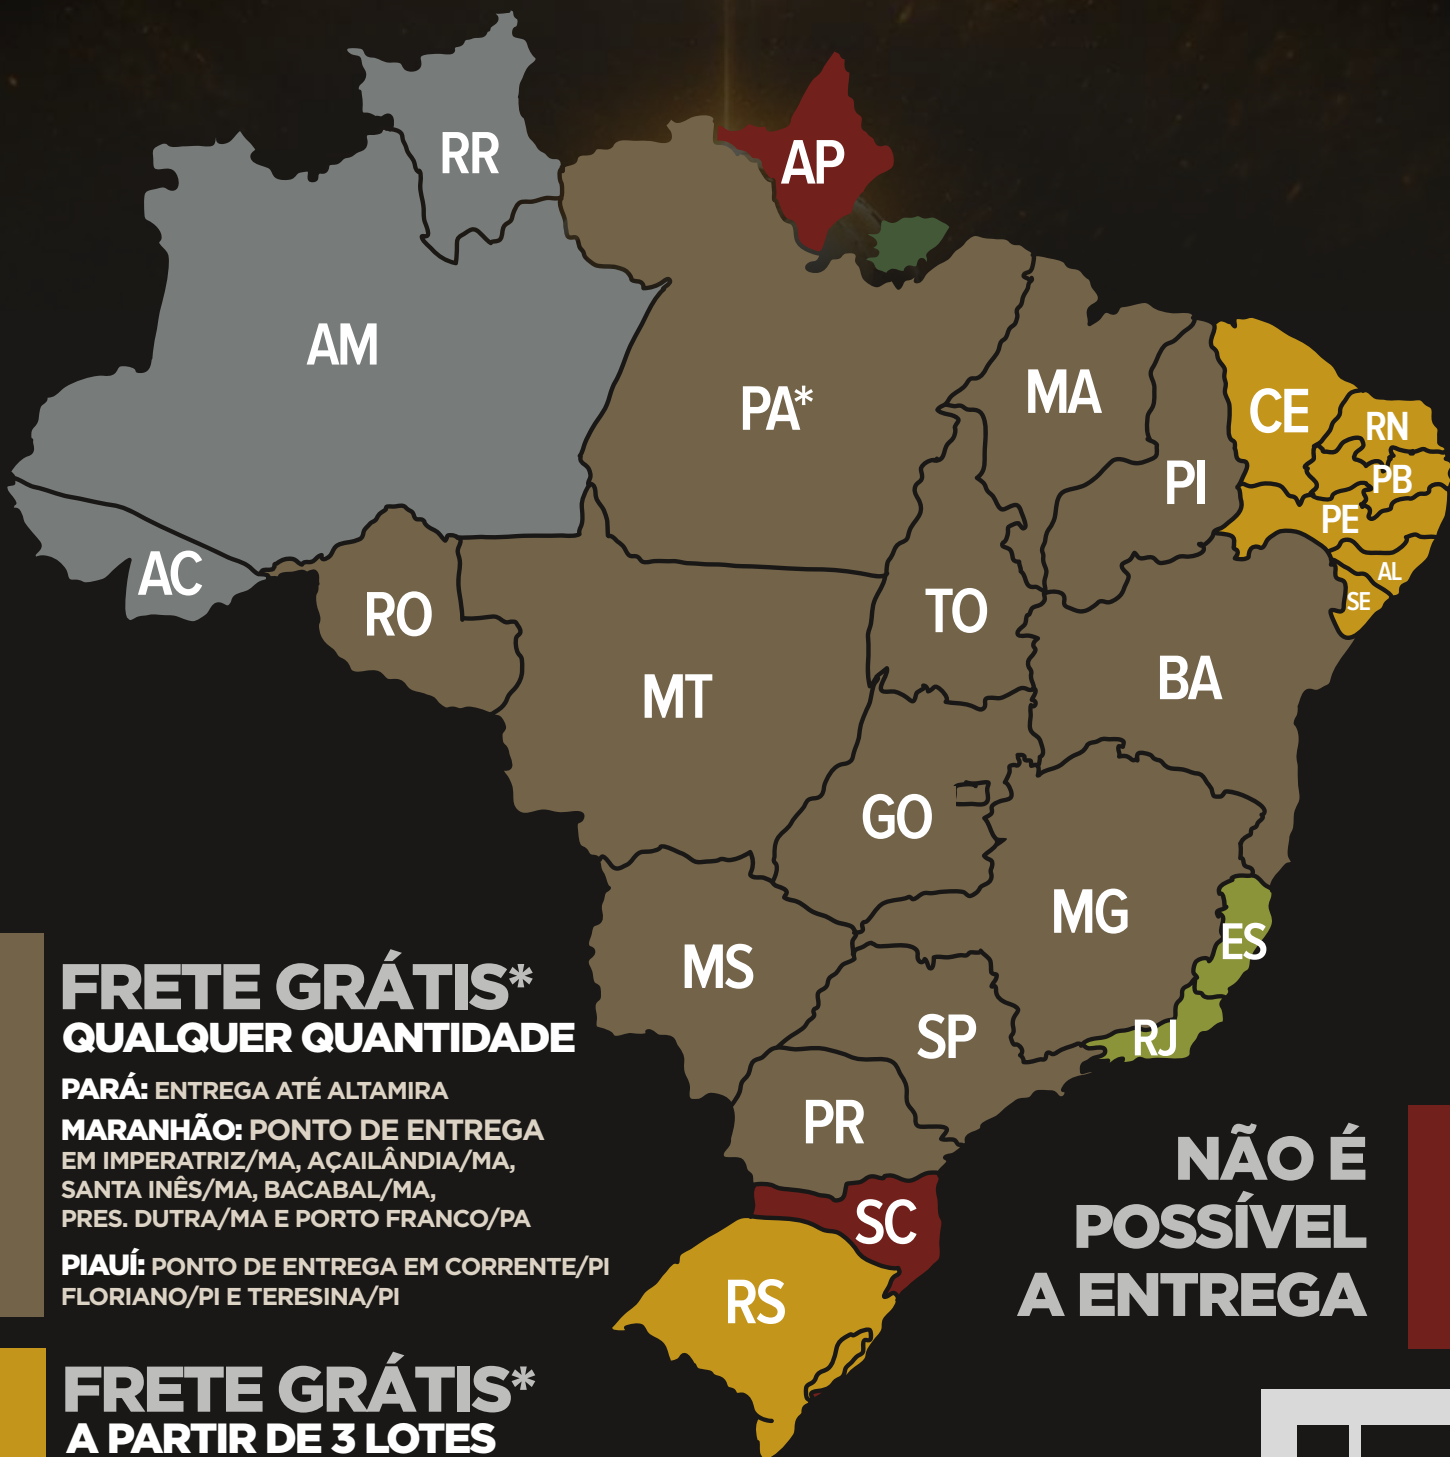 RR
AP
AM
PA*
MA
CE
RN
PI
PB
PE
AC
AL
SE
RO
TO
MT
BA
GO
MG
ES
MS
SP
RJ
PR
SC
RS
FRETE GRÁTIS*
QUALQUER QUANTIDADE
PARÁ: ENTREGA ATÉ ALTAMIRA
MARANHÃO: PONTO DE ENTREGA
EM IMPERATRIZ/MA, AÇAILÂNDIA/MA,
SANTA INÊS/MA, BACABAL/MA,
PRES. DUTRA/MA E PORTO FRANCO/PA
PIAUÍ: PONTO DE ENTREGA EM CORRENTE/PI
FLORIANO/PI E TERESINA/PI
FRETE GRÁTIS*
A PARTIR DE 3 LOTES
NÃO É
POSSÍVEL
A ENTREGA